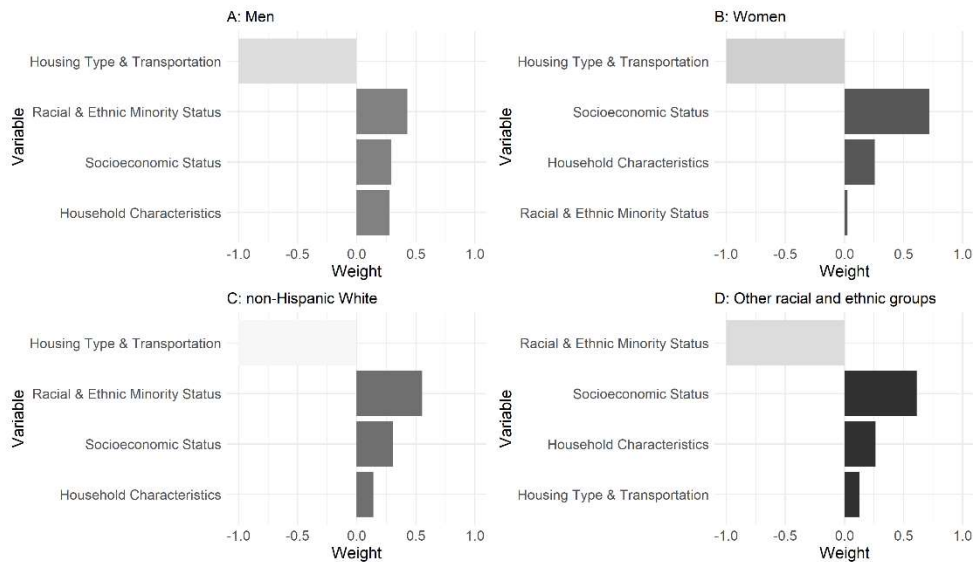 A: Men
Variable
Housing Type & Transportation
Racial & Ethnic Minority Status
Socioeconomic Status
Household Characteristics
-1.0 -0.5 0.0 0.5 1.0
Weight
B: Women
Variable
Housing Type & Transportation
Socioeconomic Status
Household Characteristics
Racial & Ethnic Minority Status
-1.0 -0.5 0.0 0.5 1.0
Weight
C: non-Hispanic White
Variable
Housing Type & Transportation
Racial & Ethnic Minority Status
Socioeconomic Status
Household Characteristics
-1.0 -0.5 0.0 0.5 1.0
Weight
D: Other racial and ethnic groups
Variable
Racial & Ethnic Minority Status
Socioeconomic Status
Household Characteristics
Housing Type & Transportation
-1.0 -0.5 0.0 0.5 1.0
Weight